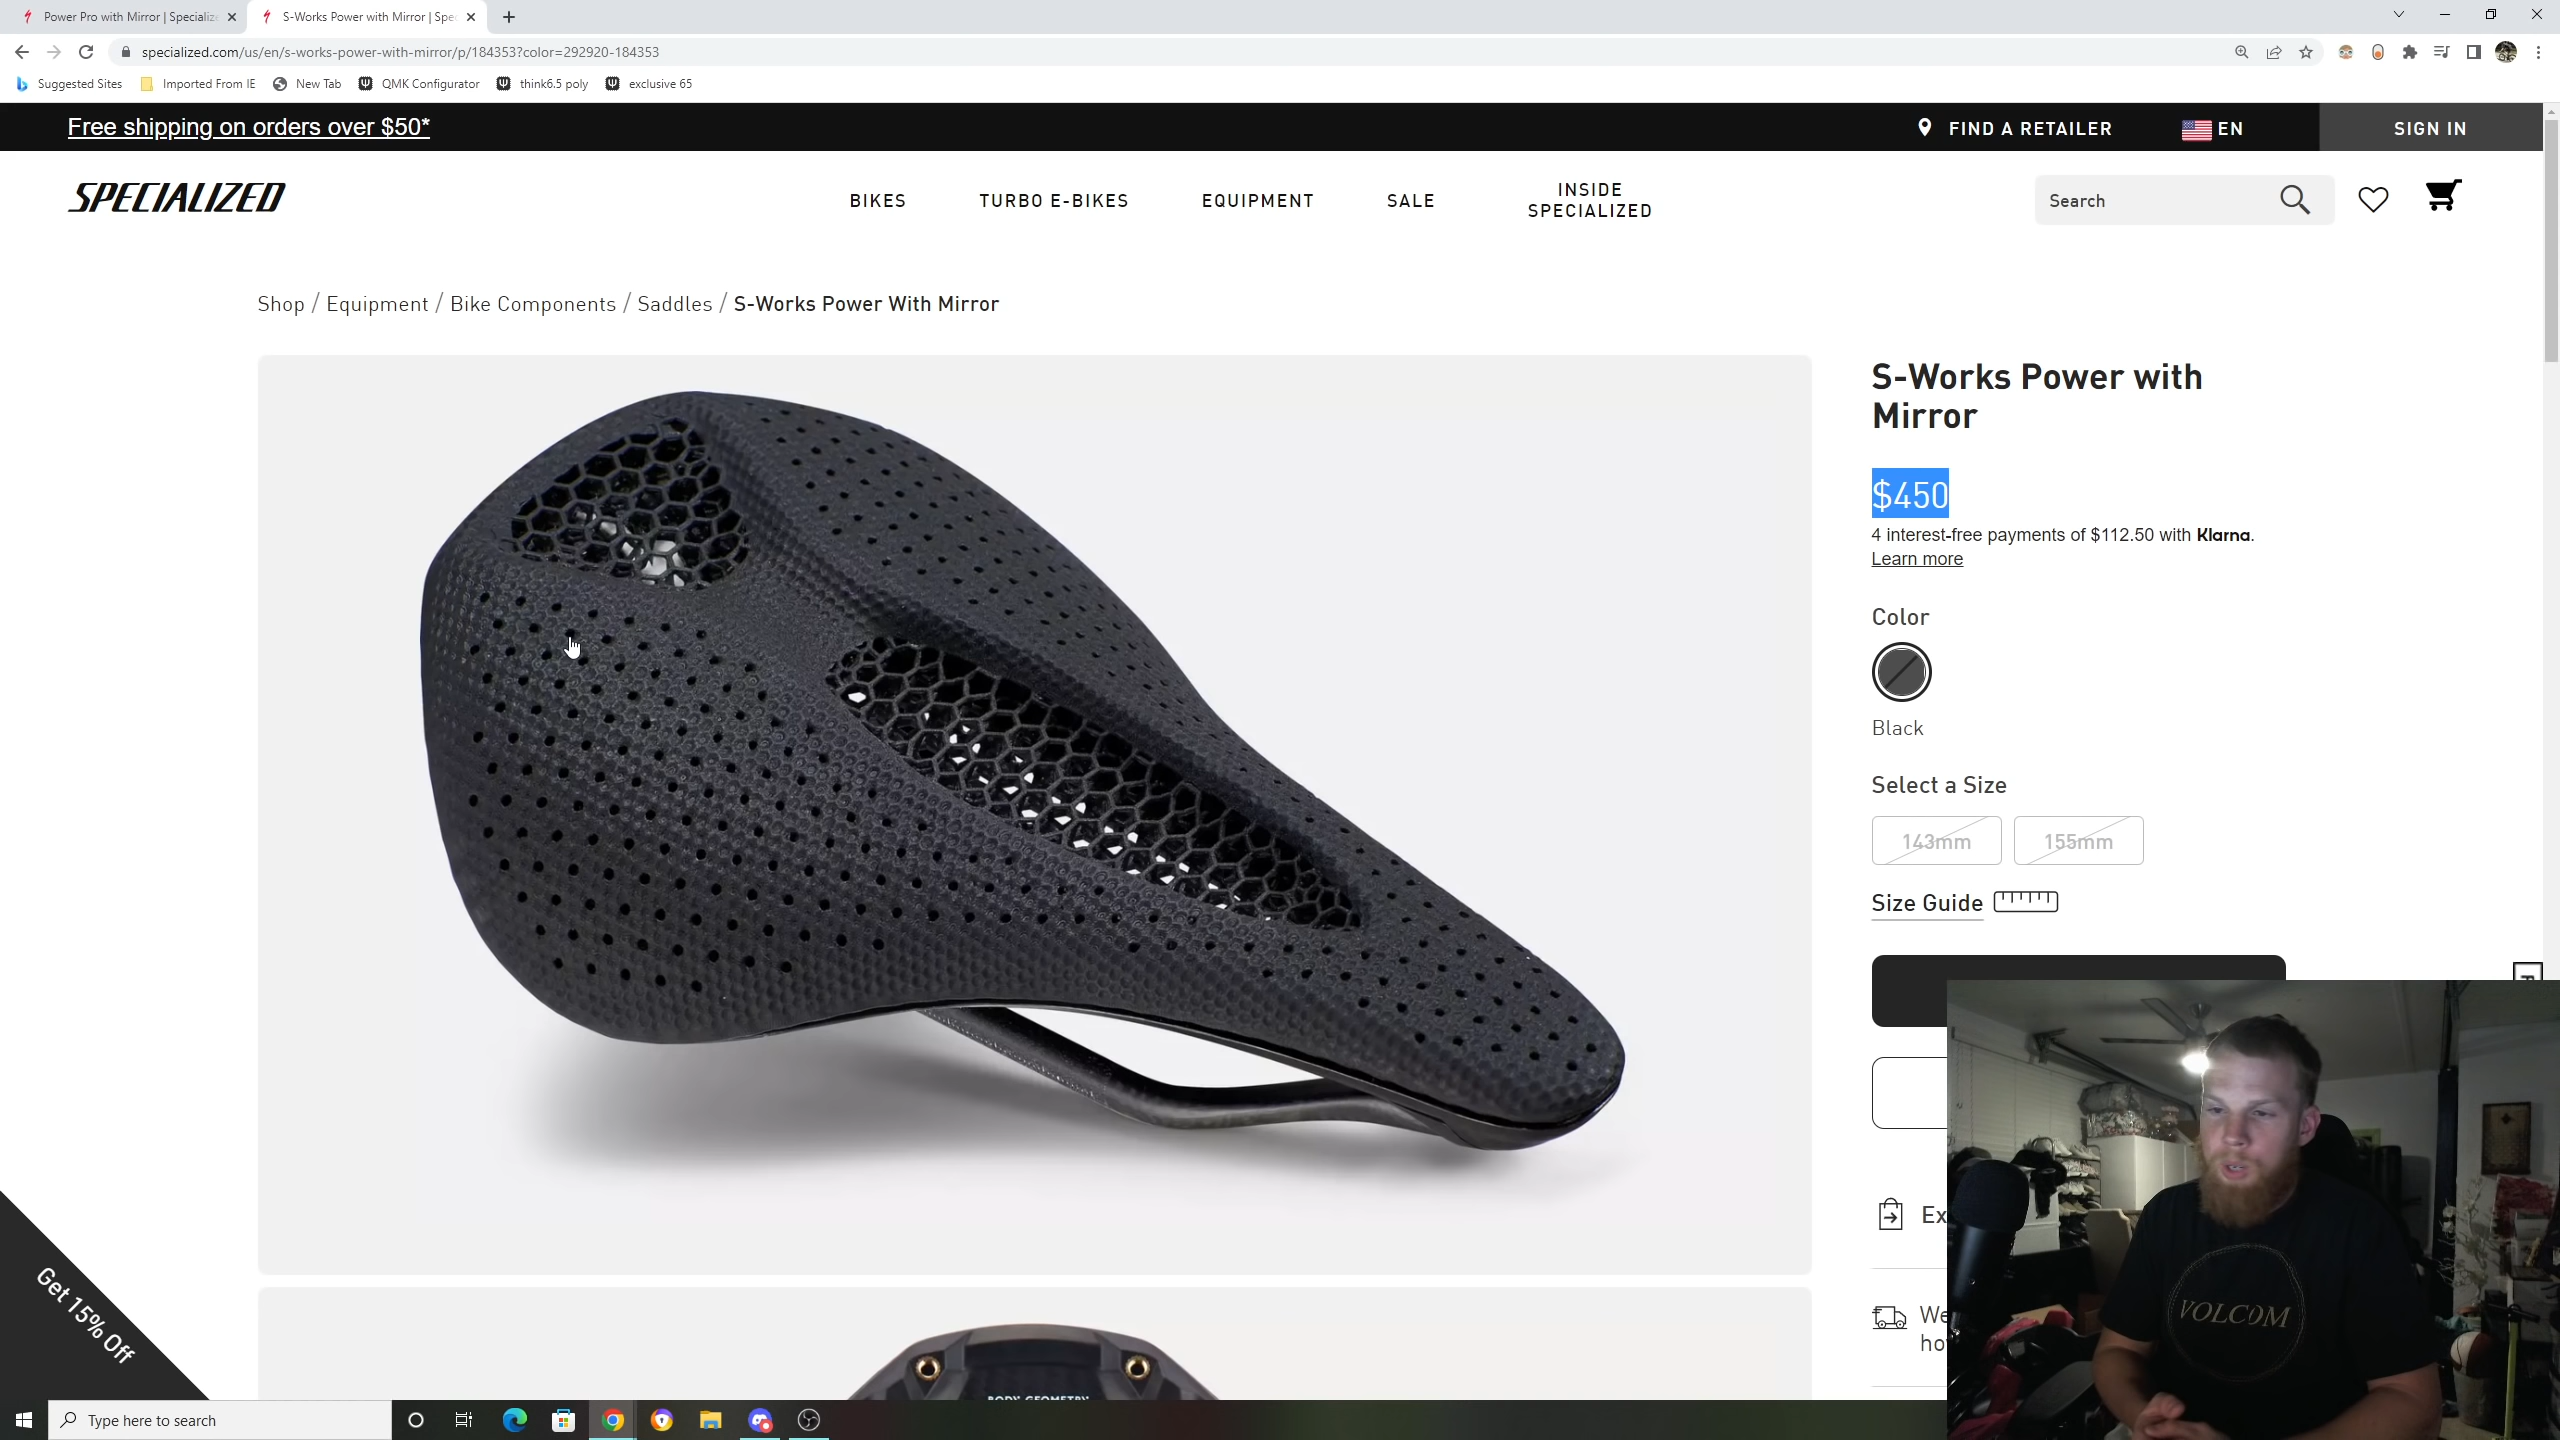 Power Pro with Mirror | Specialize
S-Works Power with Mirror | Spec
specialized.com/us/en/s-works-power-with-mirror/p/184353?color=292920-184353
Suggested Sites
Imported From IE
New Tab
QMK Configurator
think6.5 poly
exclusive 65
Free shipping on orders over $50*
FIND A RETAILER
EN
SIGN IN
SPECIALIZED
BIKES
TURBO E-BIKES
EQUIPMENT
SALE
INSIDE
SPECIALIZED
Search
Shop / Equipment / Bike Components / Saddles / S-Works Power With Mirror
S-Works Power with
Mirror
$450
4 interest-free payments of $112.50 with Klarna.
Learn more
Color
Black
Select a Size
143mm
155mm
Size Guide
Ex
We
ho
Get 15% Off
BODY GEOMETRY
VOLCOM
Type here to search